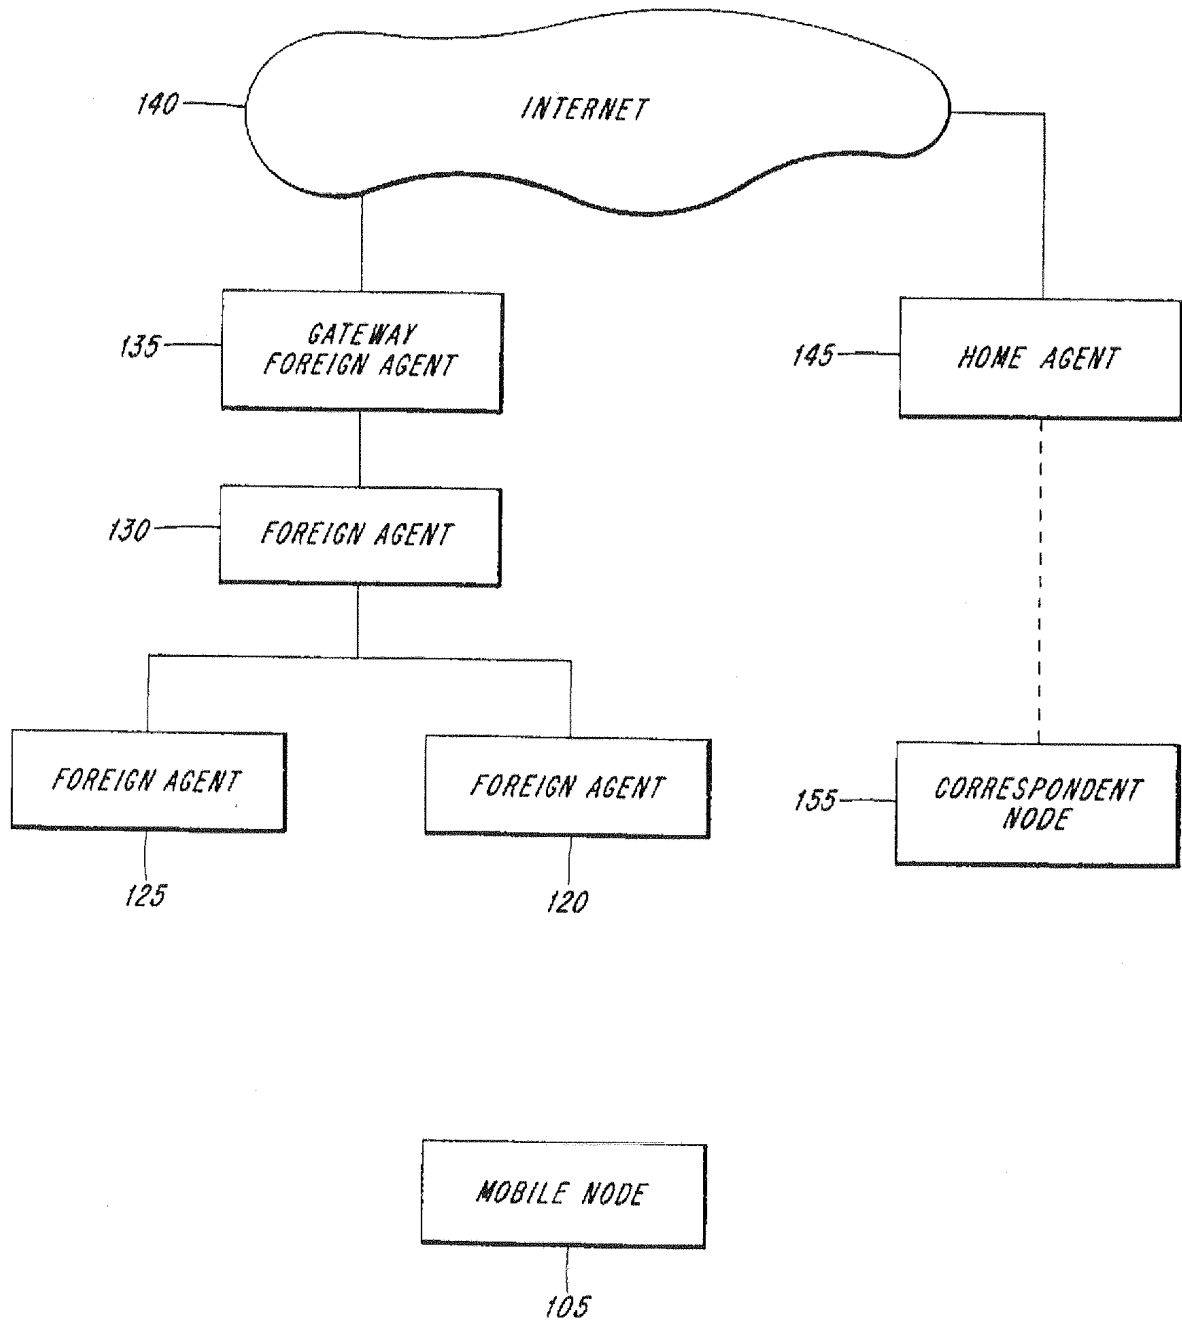 140
INTERNET
135
GATEWAY
FOREIGN AGENT
145
HOME AGENT
130
FOREIGN AGENT
FOREIGN AGENT
125
FOREIGN AGENT
120
155
CORRESPONDENT
NODE
MOBILE NODE
105